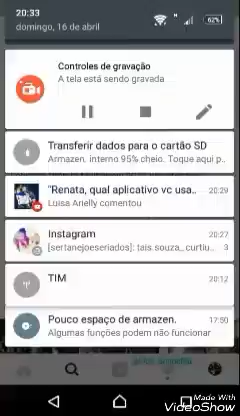 20:33
62%
domingo, 16 de abril
Controles de gravação
A tela está sendo gravada
Transferir dados para o cartão SD
Armazen. interno 95% cheio. Toque aqui p..
"Renata, qual aplicativo vc usa..
20:29
Luisa Arielly comentou
Instagram
20:27
[sertanejoeseriados]: tais.souza_ curtiu..
3
TIM
20:12
Pouco espaço de armazen.
17:50
Algumas funções podem não funcionar
Made With
VideoShow